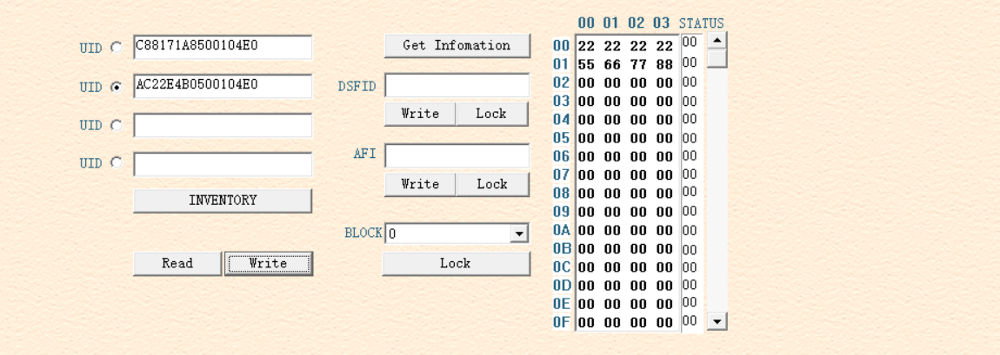 00 01 02 03 STATUS
UID C88171A8500104E0 Get Infomation 00 22 22 22 22 00
01 55 66 77 88 00
UID AC22E4B0500104E0 DSFID 02 00 00 00 00 00
03 00 00 00 00 00
Write Lock 04 00 00 00 00 00
UID 05 00 00 00 00 00
AFI 06 00 00 00 00 00
UID 07 00 00 00 00 00
Write Lock 08 00 00 00 00 00
INVENTORY 09 00 00 00 00 00
BLOCK 0 0A 00 00 00 00 00
0B 00 00 00 00 00
Read Write Lock 0C 00 00 00 00 00
0D 00 00 00 00 00
0E 00 00 00 00 00
0F 00 00 00 00 00